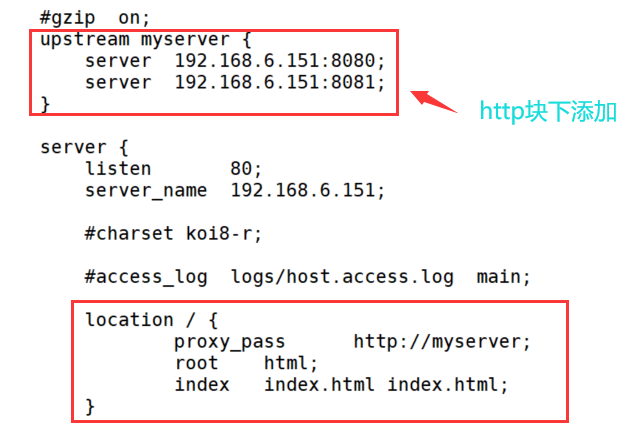 #gzip  on;
upstream myserver {
    server  192.168.6.151:8080;
    server  192.168.6.151:8081;
}
http块下添加
server {
    listen       80;
    server_name  192.168.6.151;
    #charset koi8-r;
    #access_log  logs/host.access.log  main;
    location / {
            proxy_pass      http://myserver;
            root    html;
            index   index.html index.html;
    }